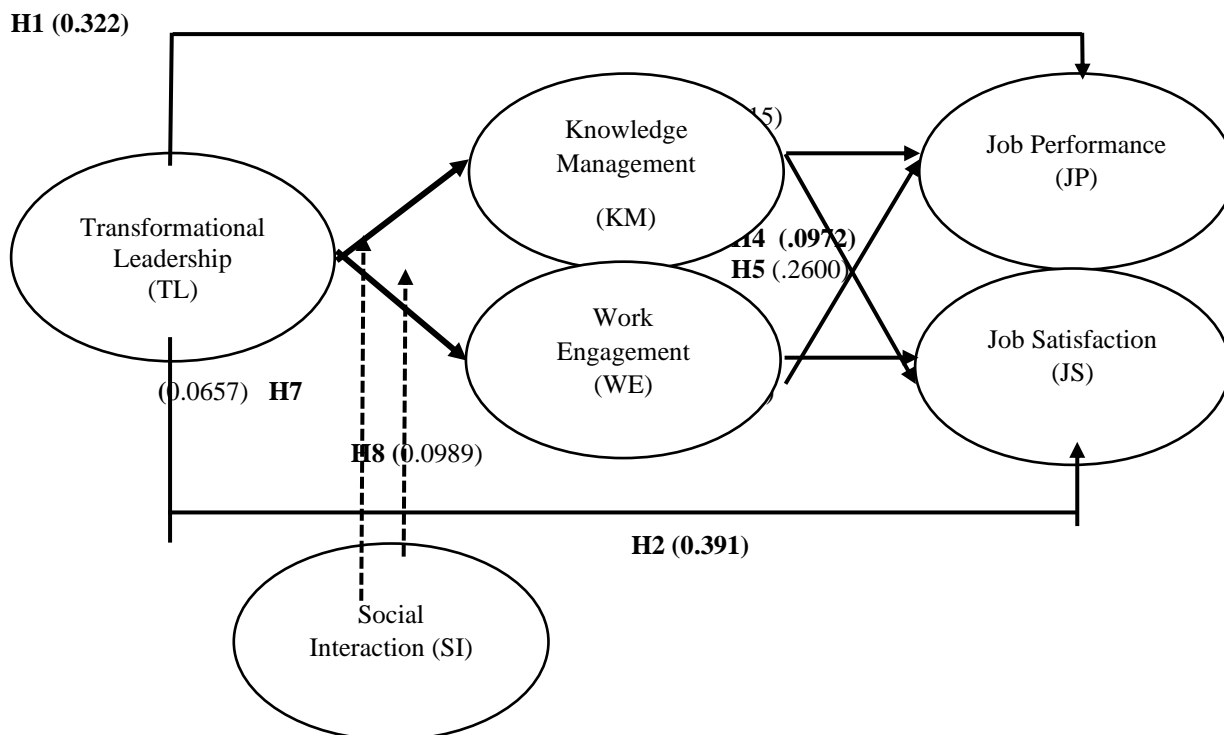 H1 (0.322)
Knowledge
Management
(KM)
15)
Job Performance
(JP)
Transformational
Leadership
(TL)
H4 (.0972)
H5 (.2600)
Work
Engagement
(WE)
Job Satisfaction
(JS)
(0.0657) H7
H8 (0.0989)
H2 (0.391)
Social
Interaction (SI)